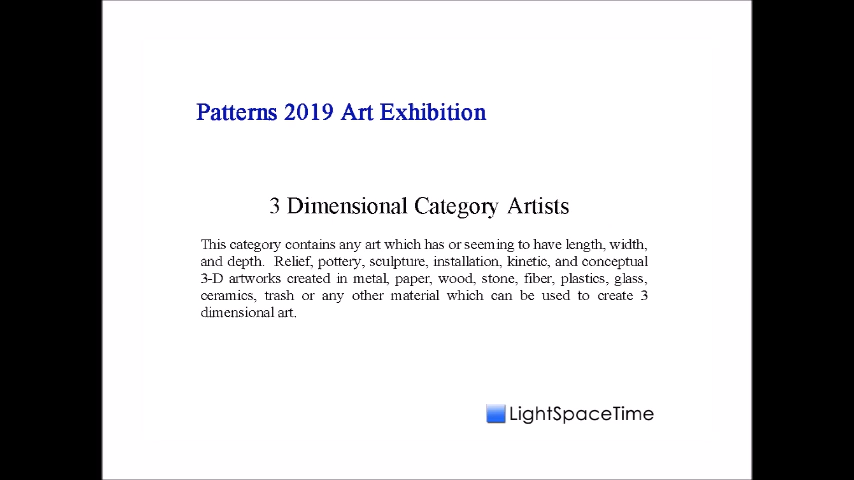 Patterns 2019 Art Exhibition
3 Dimensional Category Artists
This category contains any art which has or seeming to have length, width,
and depth. Relief, pottery, sculpture, installation, kinetic, and conceptual
3-D artworks created in metal, paper, wood, stone, fiber, plastics, glass,
ceramics, trash or any other material which can be used to create 3
dimensional art.
LightSpaceTime